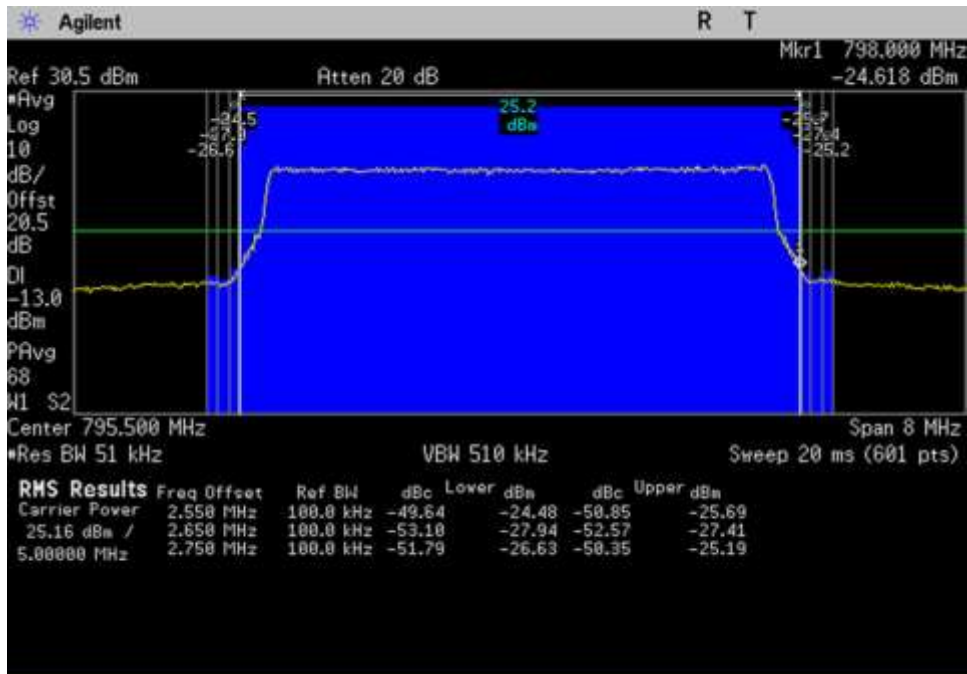 Agilent R T
Mkr1 798.000 MHz
Ref 30.5 dBm Atten 20 dB -24.618 dBm
*Avg
Log
10
dB/
Offst
20.5
dB
DI
-13.0
dBm
PAvg
68
W1 S2
25.2
dBm
-24.5
-26.6
-25.2
Center 795.500 MHz Span 8 MHz
*Res BW 51 kHz VBW 510 kHz Sweep 20 ms (601 pts)
RMS Results Freq Offset Ref BW dBc Lower dBm dBc Upper dBm
Carrier Power 2.550 MHz 100.0 kHz -49.64 -24.48 -50.85 -25.69
25.16 dBm / 2.650 MHz 100.0 kHz -53.10 -27.94 -52.57 -27.41
5.00000 MHz 2.750 MHz 100.0 kHz -51.79 -26.63 -50.35 -25.19